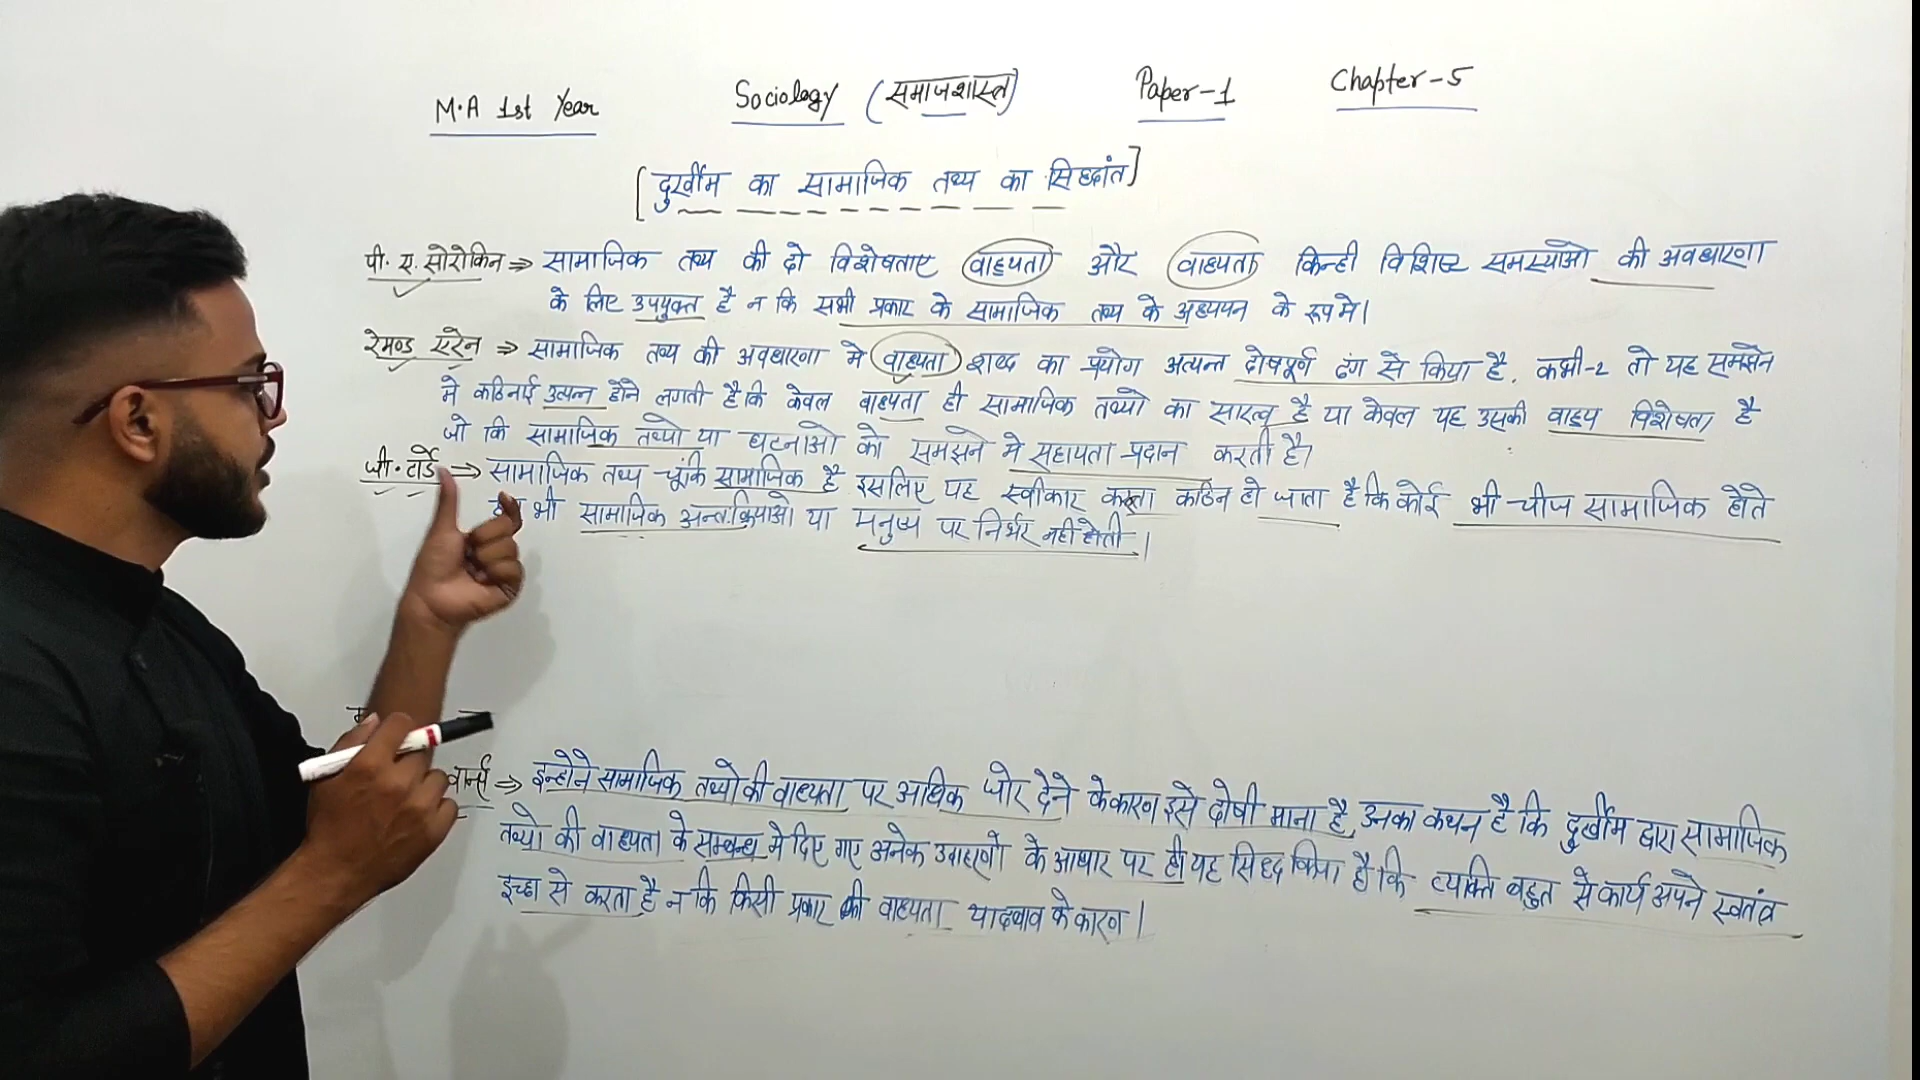 M.A 1st Year Sociology (समाजशास्त्र) Paper-1 Chapter-5
[दुर्खीम का सामाजिक तथ्य का सिद्धांत]
पी. ए. सोरोकिन ⇒ सामाजिक तथ्य की दो विशेषताए वाह्यता और वाध्यता किन्ही विशिष्ट समस्याओ की अवधारणा
के लिए उपयुक्त है न कि सभी प्रकार के सामाजिक तथ्य के अध्ययन के रूप मे।
रेमण्ड एरेन ⇒ सामाजिक तथ्य की अवधारणा मे वाध्यता शब्द का प्रयोग अत्यन्त दोषपूर्ण ढंग से किया है. कभी-2 तो यह समझने
मे कठिनाई उत्पन्न होने लगती है कि केवल वाध्यता ही सामाजिक तथ्यो का सारत्व है या केवल यह उसकी वाह्य विशेषता है
जो कि सामाजिक तथ्यो या घटनाओ को समझने मे सहायता प्रदान करती है।
जी. टार्डे ⇒ सामाजिक तथ्य चूंकि सामाजिक है इसलिए यह स्वीकार करना कठिन हो जाता है कि कोई भी चीज सामाजिक होते
भी सामाजिक अन्तःक्रियाओ या मनुष्य पर निर्भर नही होती।
वार्न्स ⇒ इन्होने सामाजिक तथ्यो की वाध्यता पर अधिक जोर देने के कारण इसे दोषी माना है, उनका कथन है कि दुर्खीम द्वारा सामाजिक
तथ्यो की वाध्यता के सम्बन्ध मे दिए गए अनेक उदाहरणो के आधार पर ही यह सिद्ध किया है कि व्यक्ति बहुत से कार्य अपने स्वतंत्र
इच्छा से करता है न कि किसी प्रकार की वाध्यता या दबाव के कारण।